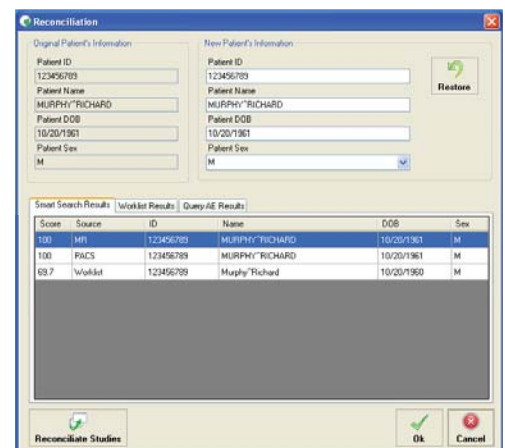 Reconciliation
Original Patient's Information
New Patient's Information
Patient ID
123456789
Patient Name
MURPHY^RICHARD
Patient DOB
10/20/1961
Patient Sex
M
Patient ID
123456789
Patient Name
MURPHY^RICHARD
Patient DOB
10/20/1961
Patient Sex
M
Restore
Smart Search Results Worklist Results Query AE Results
Score Source ID Name DOB Sex
100 MR 123456789 MURPHY^RICHARD 10/20/1961 M
100 PACS 123456789 MURPHY^RICHARD 10/20/1961 M
69.7 Worklist 123456789 Murphy^Richard 10/20/1960 M
Reconciliate Studies
Ok
Cancel